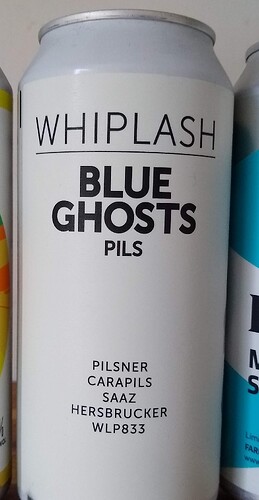 WHIPLASH
BLUE
GHOSTS
PILS
PILSNER
CARAPILS
SAAZ
HERSBRUCKER
WLP833